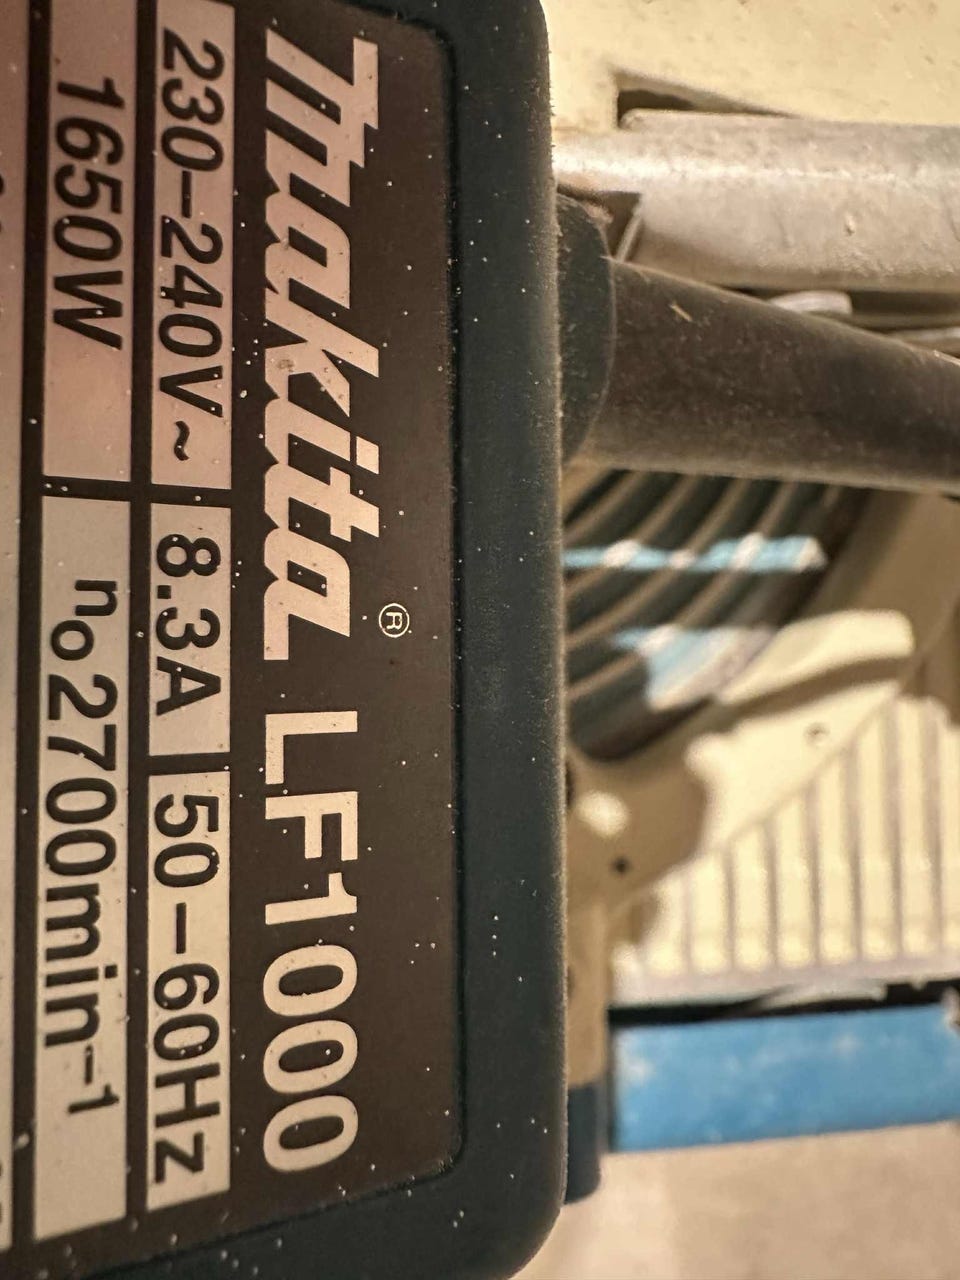 makita® LF1000
230–240V~ 8.3A 50–60Hz
1650W n₀2700min⁻¹